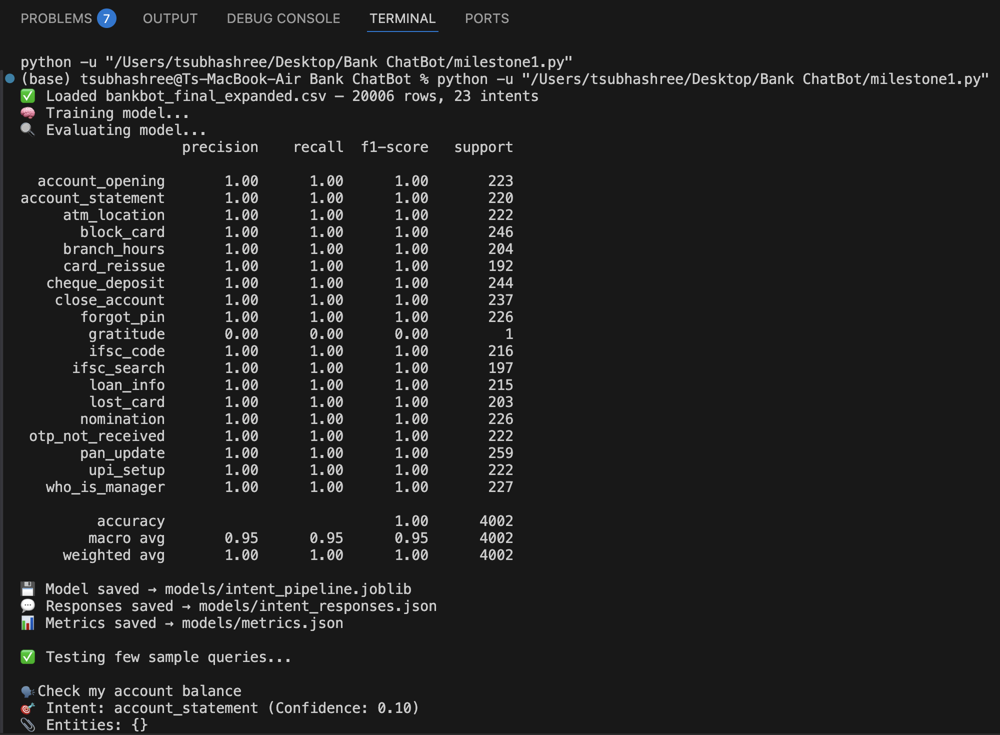 PROBLEMS 7 OUTPUT DEBUG CONSOLE TERMINAL PORTS
python -u "/Users/tsubhashree/Desktop/Bank ChatBot/milestone1.py"
(base) tsubhashree@Ts-MacBook-Air Bank ChatBot % python -u "/Users/tsubhashree/Desktop/Bank ChatBot/milestone1.py"
✅ Loaded bankbot_final_expanded.csv — 20006 rows, 23 intents
🧠 Training model...
🔍 Evaluating model...
precision recall f1-score support
account_opening 1.00 1.00 1.00 223
account_statement 1.00 1.00 1.00 220
atm_location 1.00 1.00 1.00 222
block_card 1.00 1.00 1.00 246
branch_hours 1.00 1.00 1.00 204
card_reissue 1.00 1.00 1.00 192
cheque_deposit 1.00 1.00 1.00 244
close_account 1.00 1.00 1.00 237
forgot_pin 1.00 1.00 1.00 226
gratitude 0.00 0.00 0.00 1
ifsc_code 1.00 1.00 1.00 216
ifsc_search 1.00 1.00 1.00 197
loan_info 1.00 1.00 1.00 215
lost_card 1.00 1.00 1.00 203
nomination 1.00 1.00 1.00 226
otp_not_received 1.00 1.00 1.00 222
pan_update 1.00 1.00 1.00 259
upi_setup 1.00 1.00 1.00 222
who_is_manager 1.00 1.00 1.00 227
accuracy 1.00 4002
macro avg 0.95 0.95 0.95 4002
weighted avg 1.00 1.00 1.00 4002
💾 Model saved → models/intent_pipeline.joblib
💬 Responses saved → models/intent_responses.json
📊 Metrics saved → models/metrics.json
✅ Testing few sample queries...
🗣️ Check my account balance
🎯 Intent: account_statement (Confidence: 0.10)
📎 Entities: {}